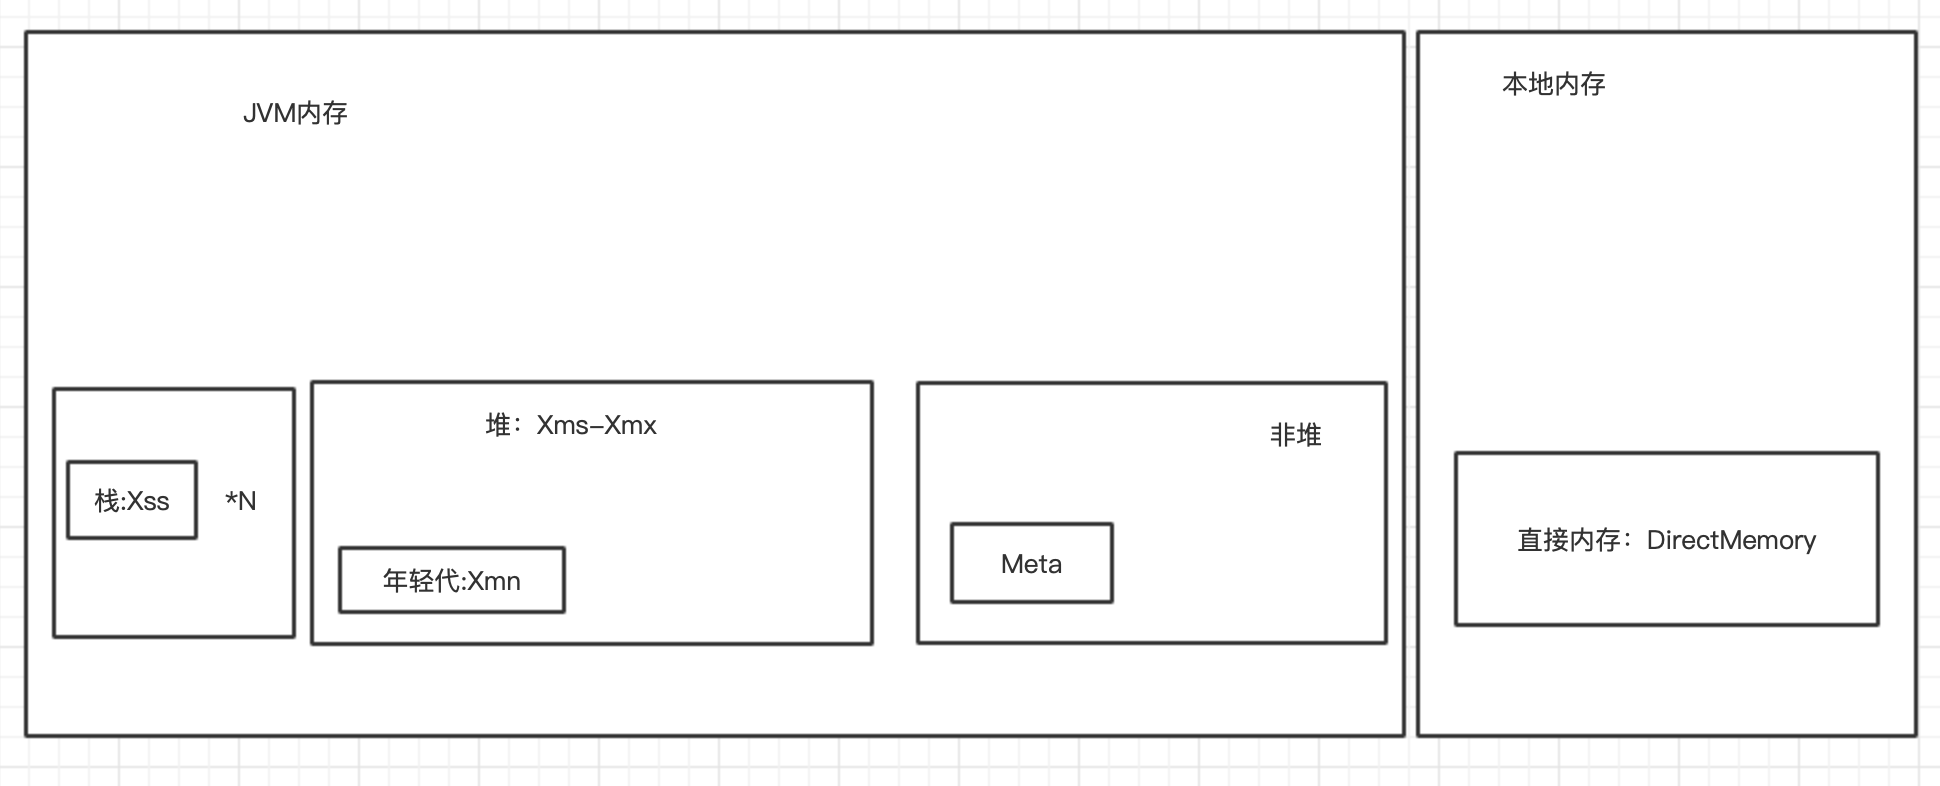 JVM内存
本地内存
堆：Xms-Xmx
非堆
栈:Xss
*N
年轻代:Xmn
Meta
直接内存：DirectMemory